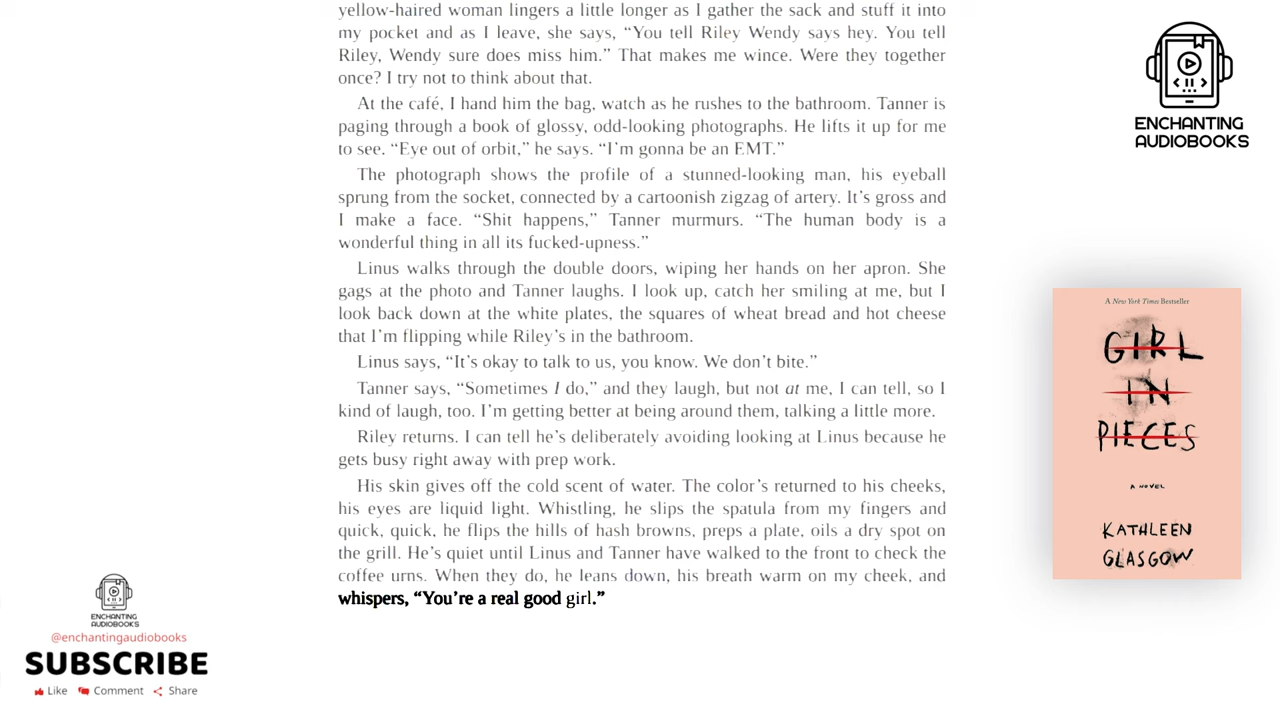 yellow-haired woman lingers a little longer as I gather the sack and stuff it into
my pocket and as I leave, she says, “You tell Riley Wendy says hey. You tell
Riley, Wendy sure does miss him.” That makes me wince. Were they together
once? I try not to think about that.
At the café, I hand him the bag, watch as he rushes to the bathroom. Tanner is
paging through a book of glossy, odd-looking photographs. He lifts it up for me
to see. “Eye out of orbit,” he says. “I’m gonna be an EMT.”
The photograph shows the profile of a stunned-looking man, his eyeball
sprung from the socket, connected by a cartoonish zigzag of artery. It’s gross and
I make a face. “Shit happens,” Tanner murmurs. “The human body is a
wonderful thing in all its fucked-upness.”
Linus walks through the double doors, wiping her hands on her apron. She
gags at the photo and Tanner laughs. I look up, catch her smiling at me, but I
look back down at the white plates, the squares of wheat bread and hot cheese
that I’m flipping while Riley’s in the bathroom.
Linus says, “It’s okay to talk to us, you know. We don’t bite.”
Tanner says, “Sometimes I do,” and they laugh, but not at me, I can tell, so I
kind of laugh, too. I’m getting better at being around them, talking a little more.
Riley returns. I can tell he’s deliberately avoiding looking at Linus because he
gets busy right away with prep work.
His skin gives off the cold scent of water. The color’s returned to his cheeks,
his eyes are liquid light. Whistling, he slips the spatula from my fingers and
quick, quick, he flips the hills of hash browns, preps a plate, oils a dry spot on
the grill. He’s quiet until Linus and Tanner have walked to the front to check the
coffee urns. When they do, he leans down, his breath warm on my cheek, and
whispers, “You’re a real good girl.”
ENCHANTING
AUDIOBOOKS
A New York Times Bestseller
GIRL
IN
PIECES
A NOVEL
KATHLEEN
GLASGOW
ENCHANTING
AUDIOBOOKS
@enchantingaudiobooks
SUBSCRIBE
Like Comment Share